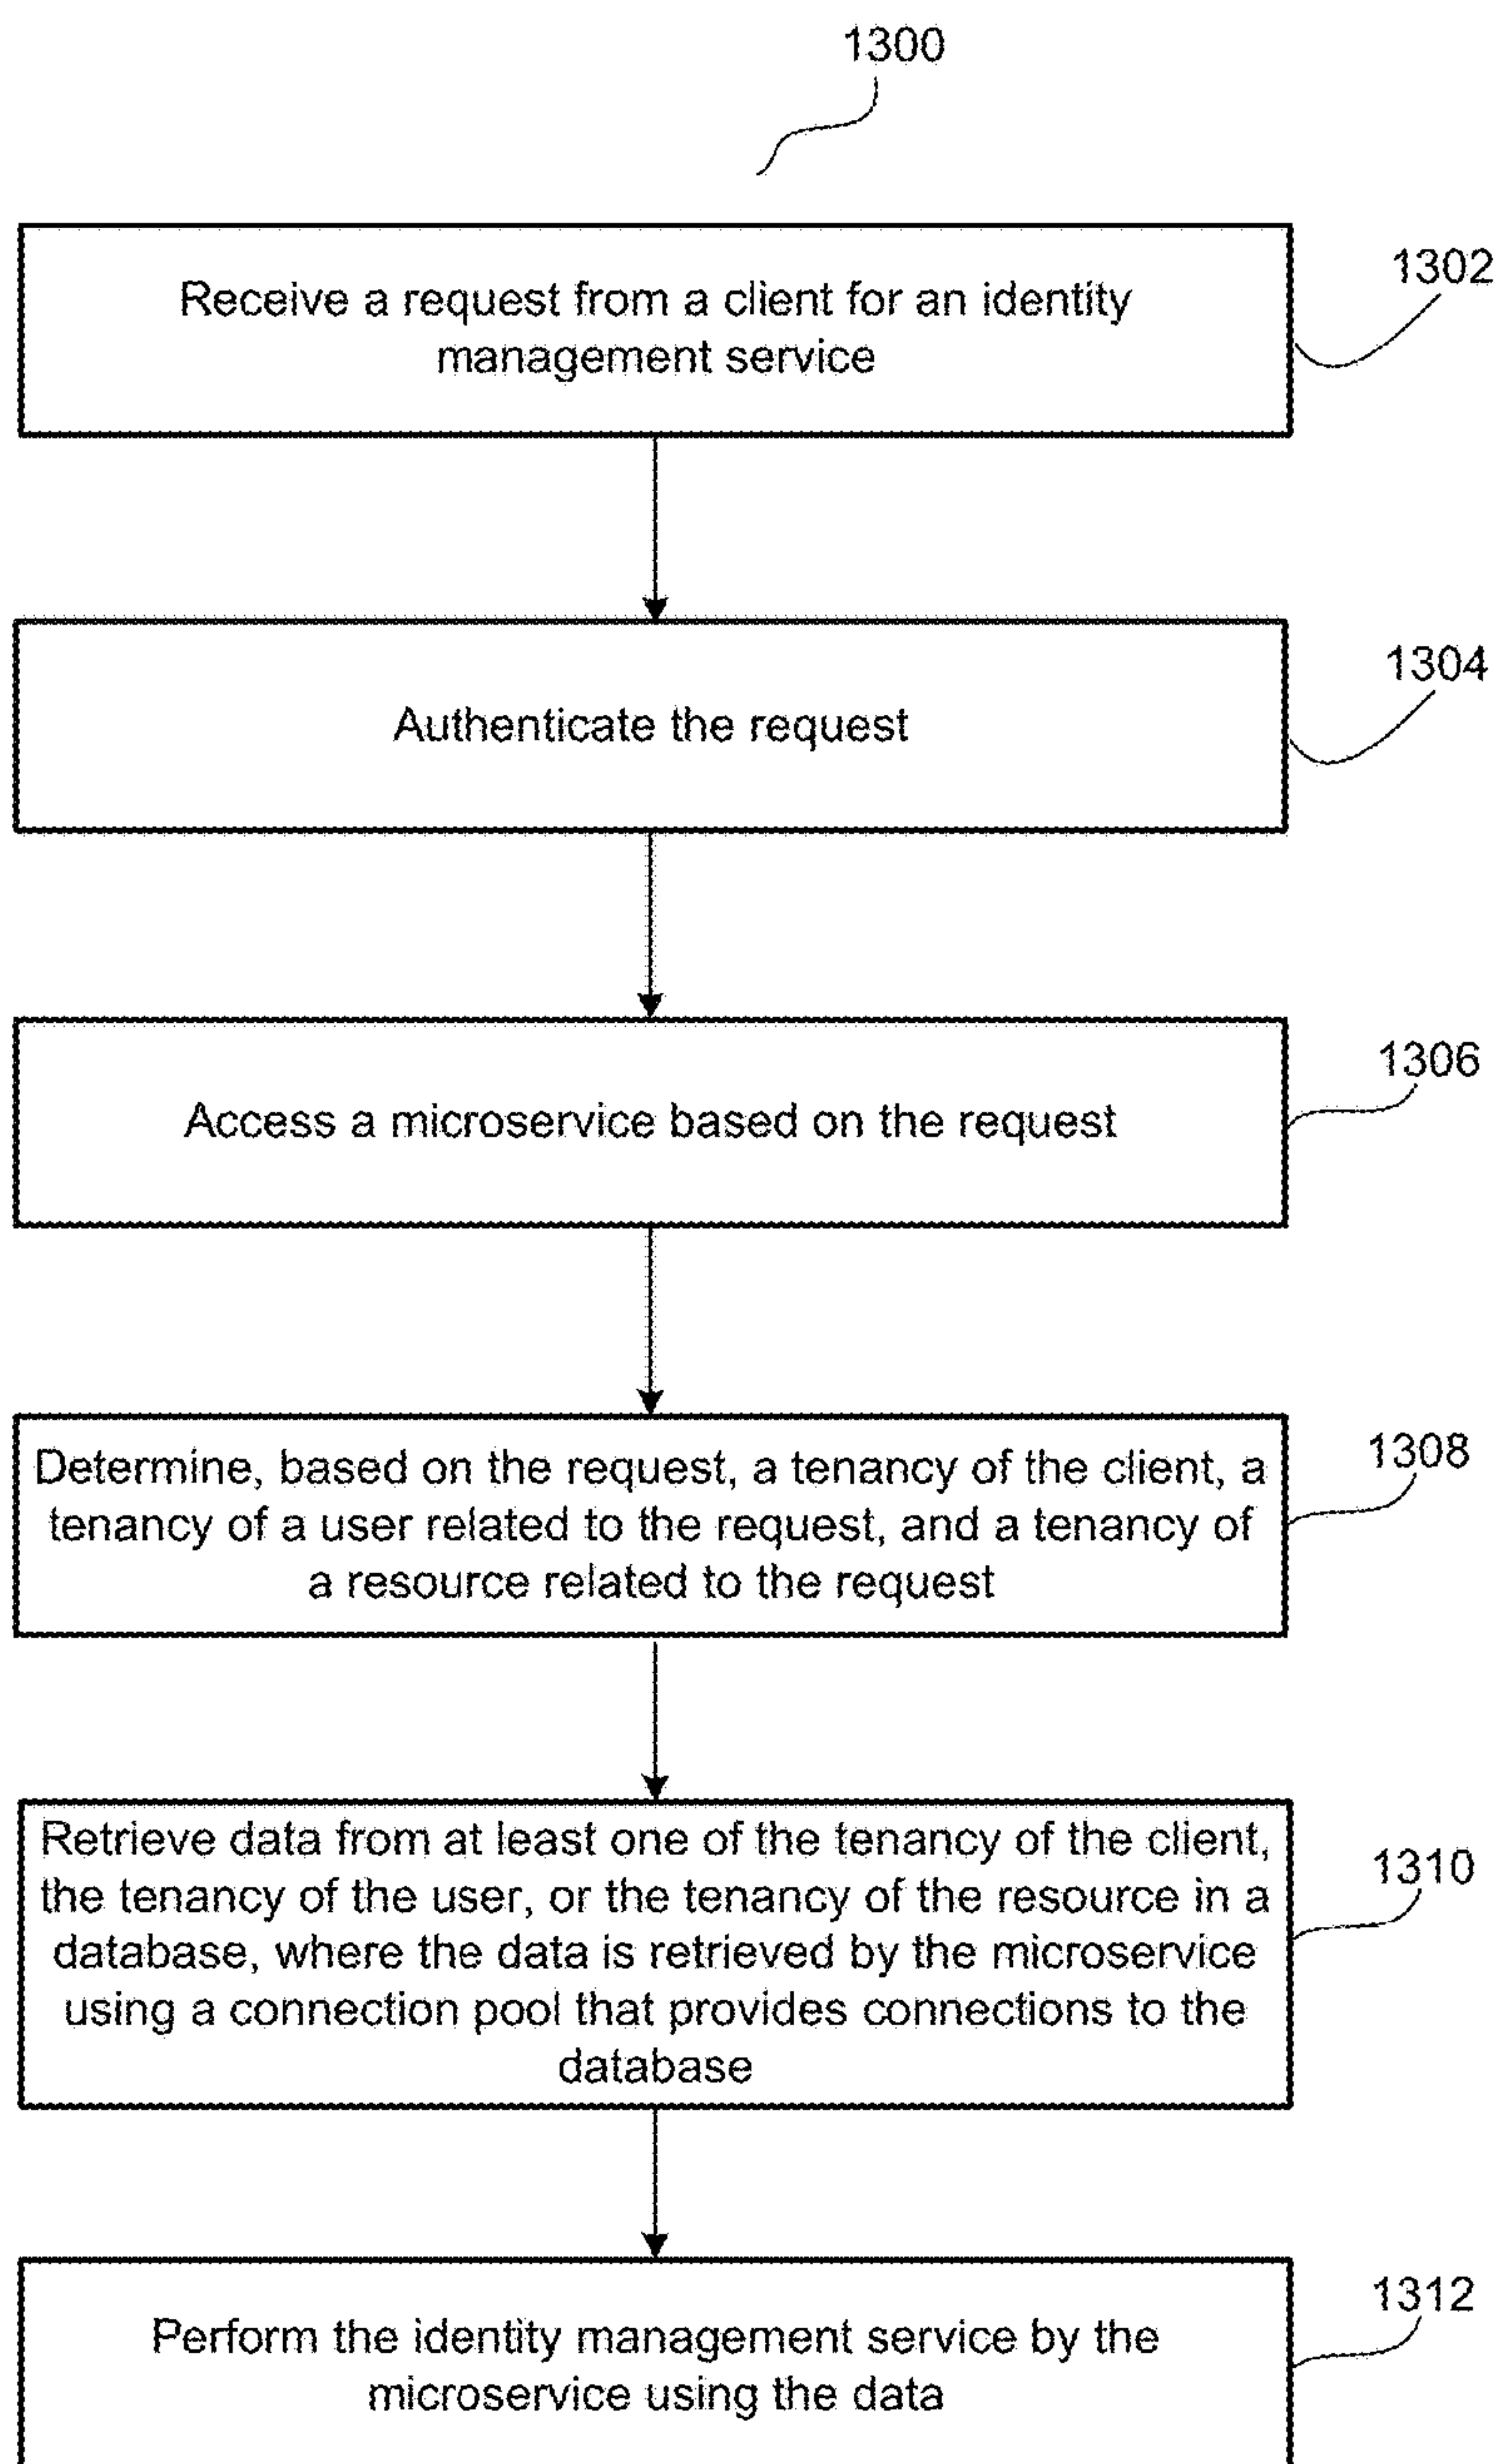 1300
Receive a request from a client for an identity
management service
1302
Authenticate the request
1304
Access a microservice based on the request
1306
Determine, based on the request, a tenancy of the client, a
tenancy of a user related to the request, and a tenancy of
a resource related to the request
1308
Retrieve data from at least one of the tenancy of the client,
the tenancy of the user, or the tenancy of the resource in a
database, where the data is retrieved by the microservice
using a connection pool that provides connections to the
database
1310
Perform the identity management service by the
microservice using the data
1312